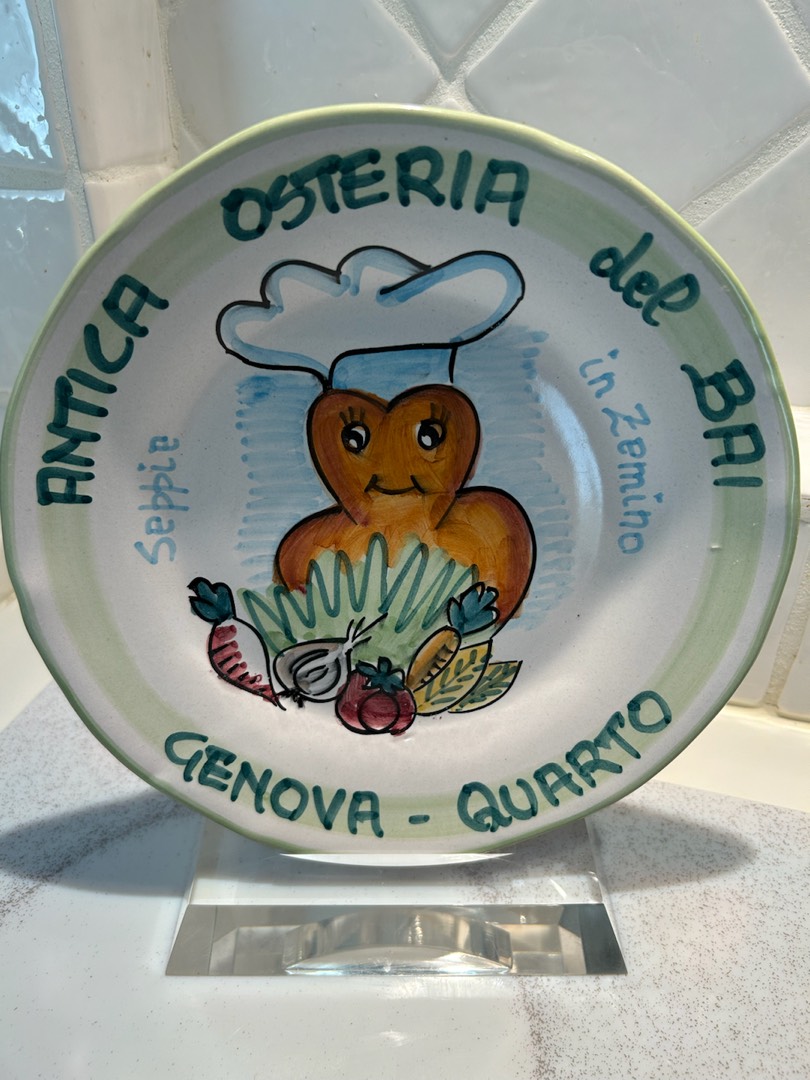 ANTICA OSTERIA del BAI
Seppie
in Zemino
GENOVA - QUARTO